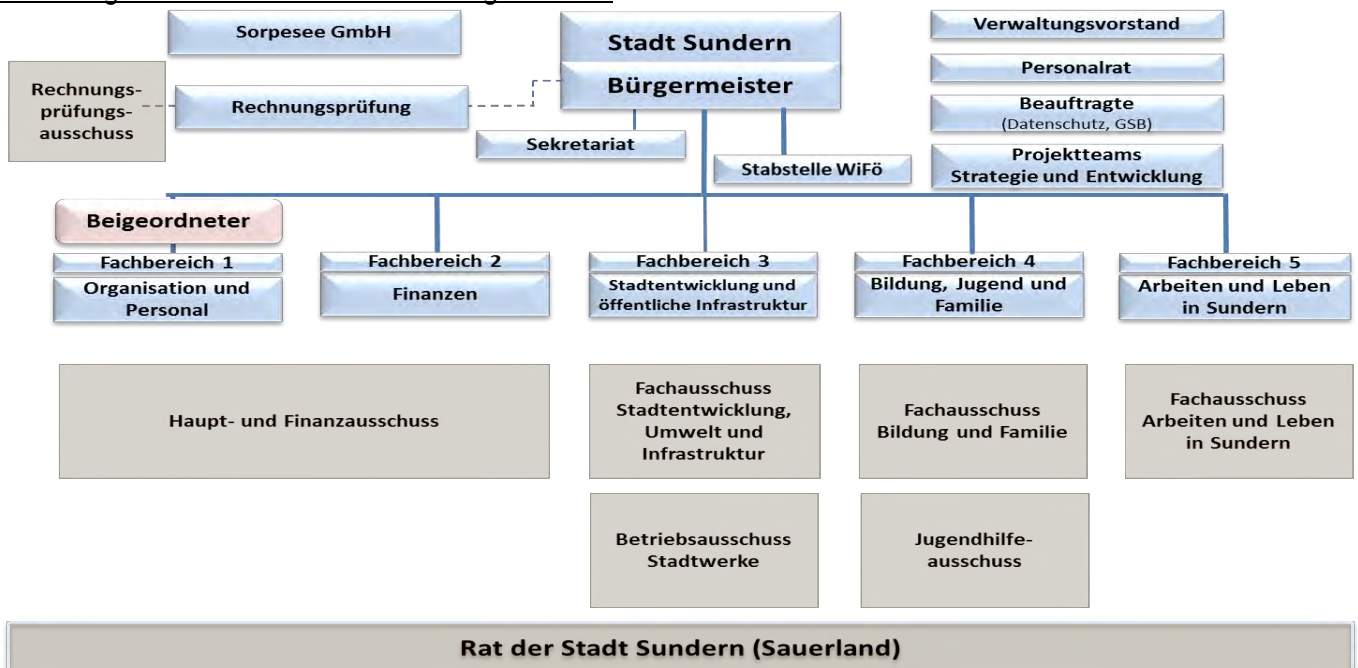 Sorpesee GmbH
Stadt Sundern
Bürgermeister
Verwaltungsvorstand
Personalrat
Beauftragte
(Datenschutz, GSB)
Projektteams
Strategie und Entwicklung
Rechnungs-
prüfungs-
ausschuss
Rechnungsprüfung
Sekretariat
Stabstelle WiFö
Beigeordneter
Fachbereich 1
Organisation und
Personal
Fachbereich 2
Finanzen
Fachbereich 3
Stadtentwicklung und
öffentliche Infrastruktur
Fachbereich 4
Bildung, Jugend und
Familie
Fachbereich 5
Arbeiten und Leben
in Sundern
Haupt- und Finanzausschuss
Fachausschuss
Stadtentwicklung,
Umwelt und
Infrastruktur
Fachausschuss
Bildung und Familie
Fachausschuss
Arbeiten und Leben
in Sundern
Betriebsausschuss
Stadtwerke
Jugendhilfe-
ausschuss
Rat der Stadt Sundern (Sauerland)